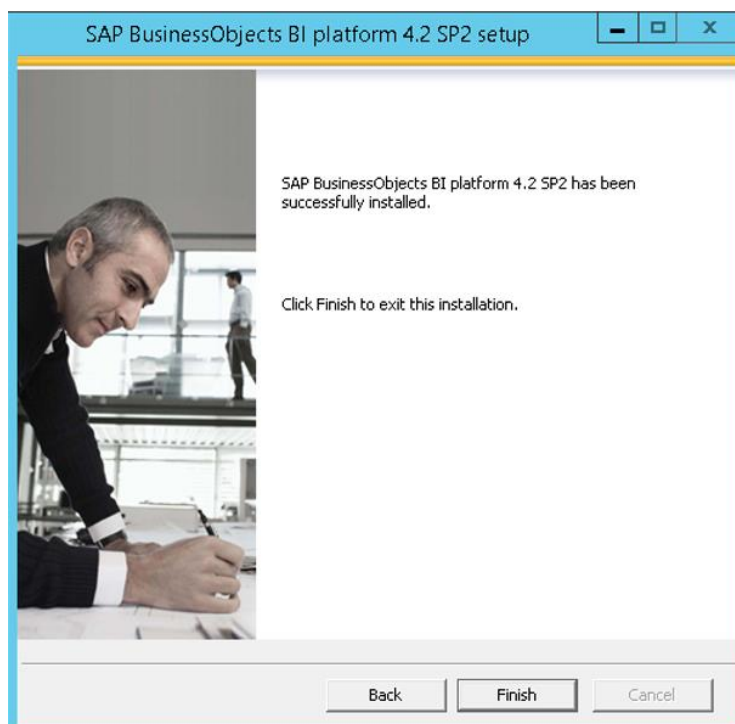 SAP BusinessObjects BI platform 4.2 SP2 setup
SAP BusinessObjects BI platform 4.2 SP2 has been
successfully installed.
Click Finish to exit this installation.
Back Finish Cancel